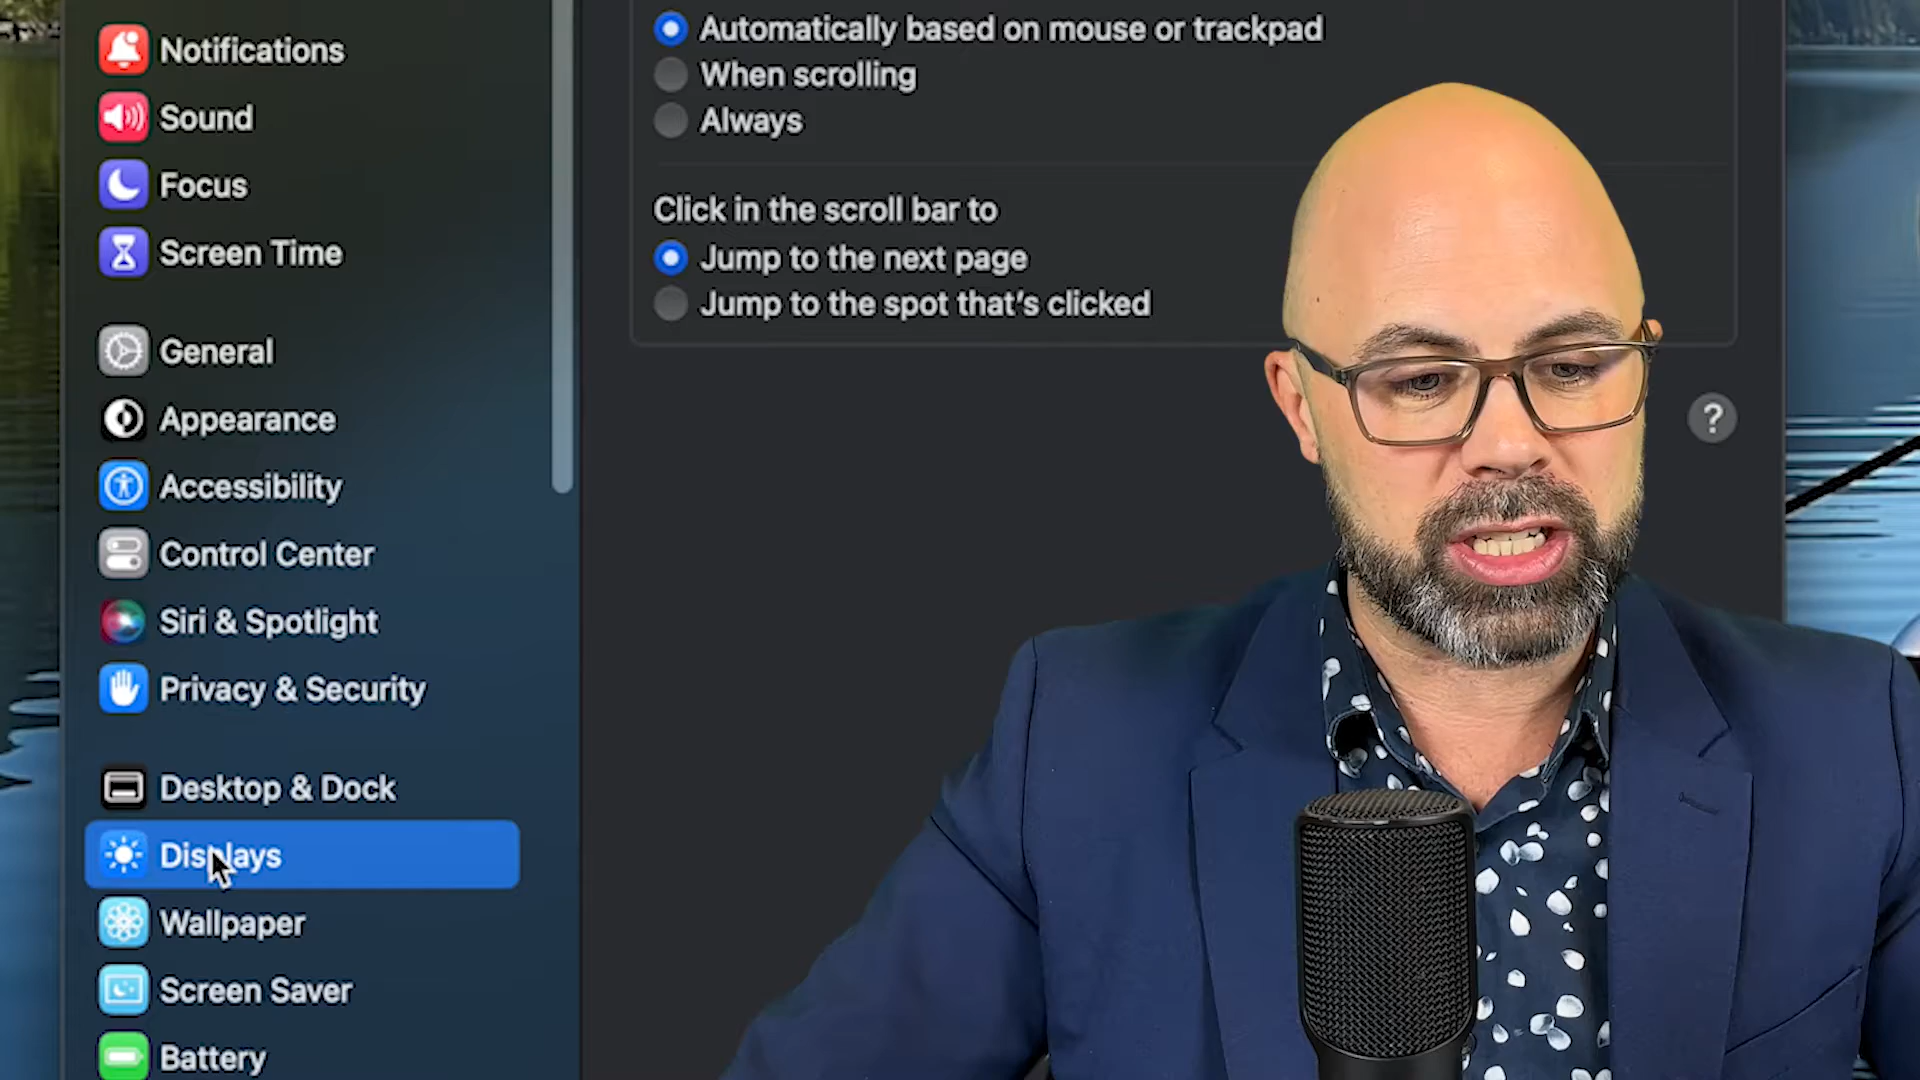 Notifications
Sound
Focus
Screen Time
General
Appearance
Accessibility
Control Center
Siri & Spotlight
Privacy & Security
Desktop & Dock
Displays
Wallpaper
Screen Saver
Battery
Automatically based on mouse or trackpad
When scrolling
Always
Click in the scroll bar to
Jump to the next page
Jump to the spot that's clicked
?